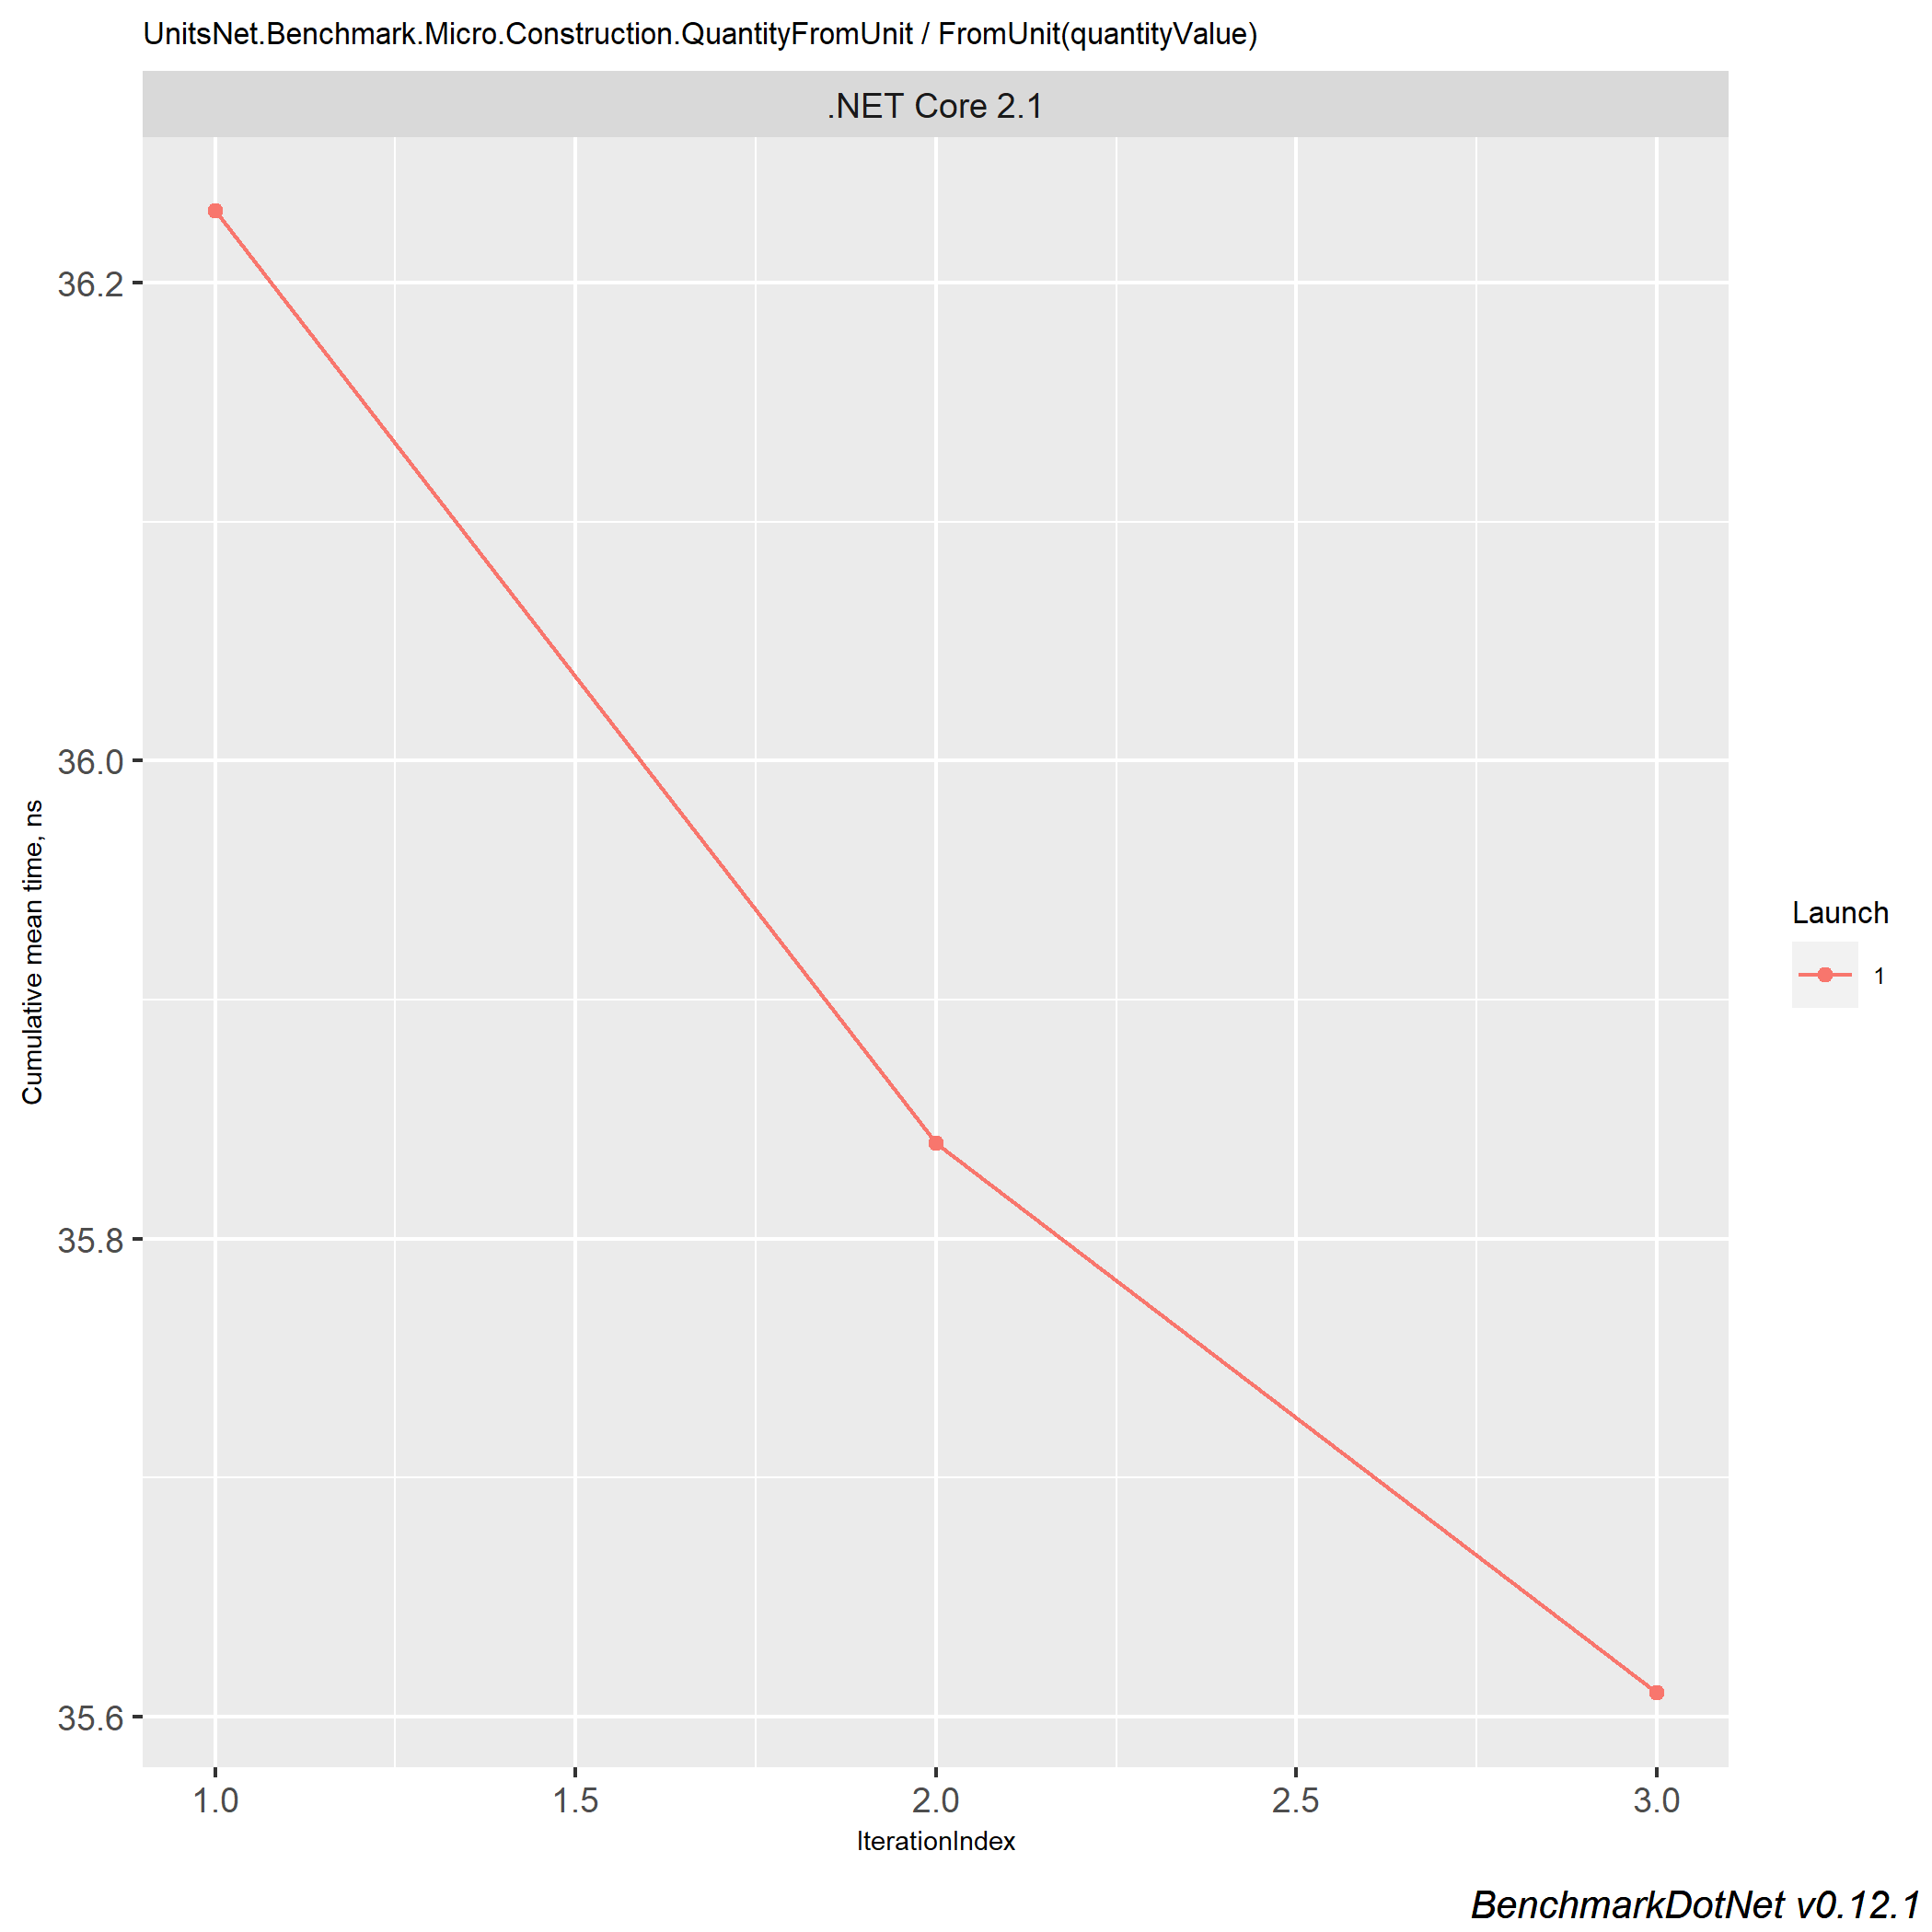 UnitsNet.Benchmark.Micro.Construction.QuantityFromUnit / FromUnit(quantityValue)
.NET Core 2.1
36.2
36.0
35.8
35.6
Cumulative mean time, ns
1.0 1.5 2.0 2.5 3.0
IterationIndex
Launch
1
BenchmarkDotNet v0.12.1